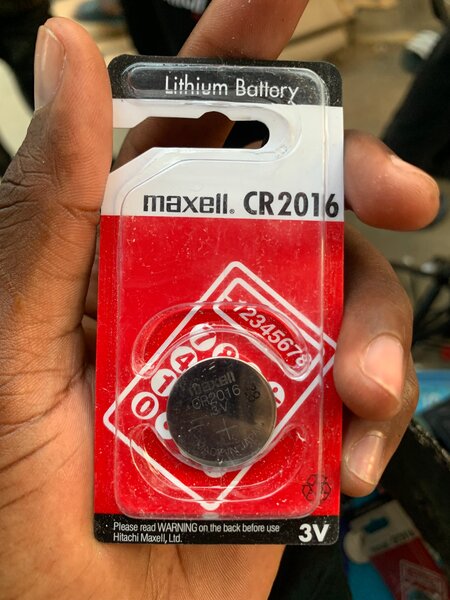 Lithium Battery
maxell. CR2016
12345678
maxell
CR2016
3V
+
Please read WARNING on the back before use
Hitachi Maxell, Ltd.
3V